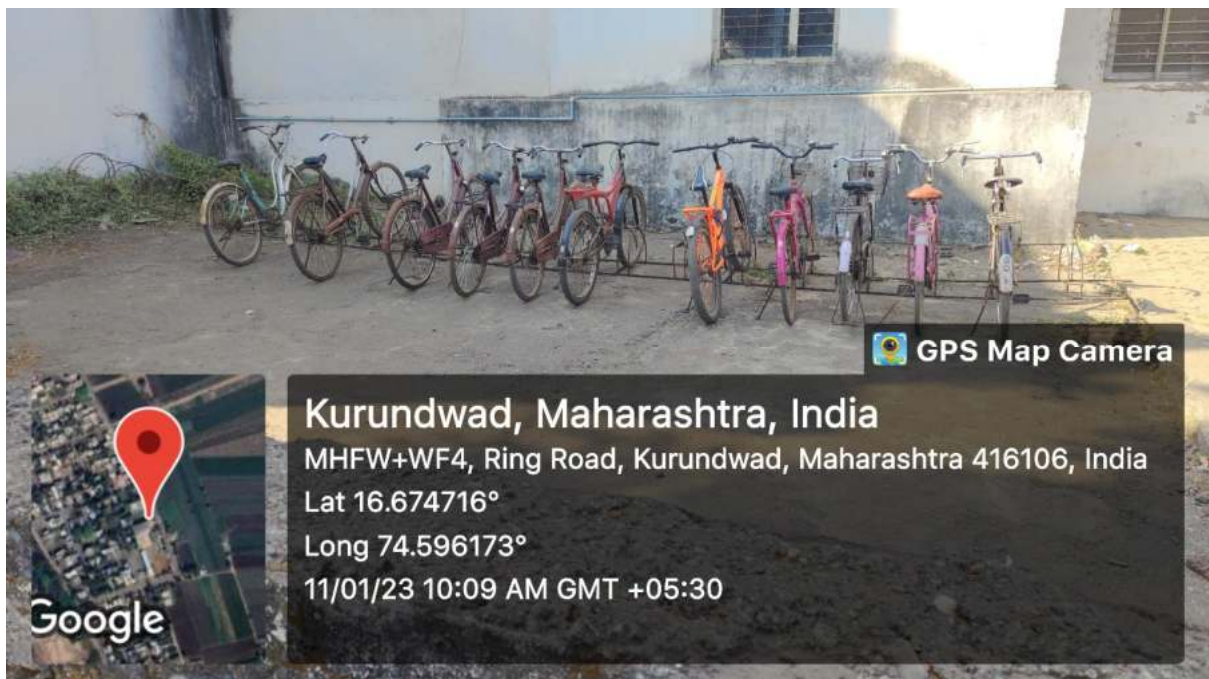 GPS Map Camera
Kurundwad, Maharashtra, India
MHFW+WF4, Ring Road, Kurundwad, Maharashtra 416106, India
Lat 16.674716°
Long 74.596173°
11/01/23 10:09 AM GMT +05:30
Google